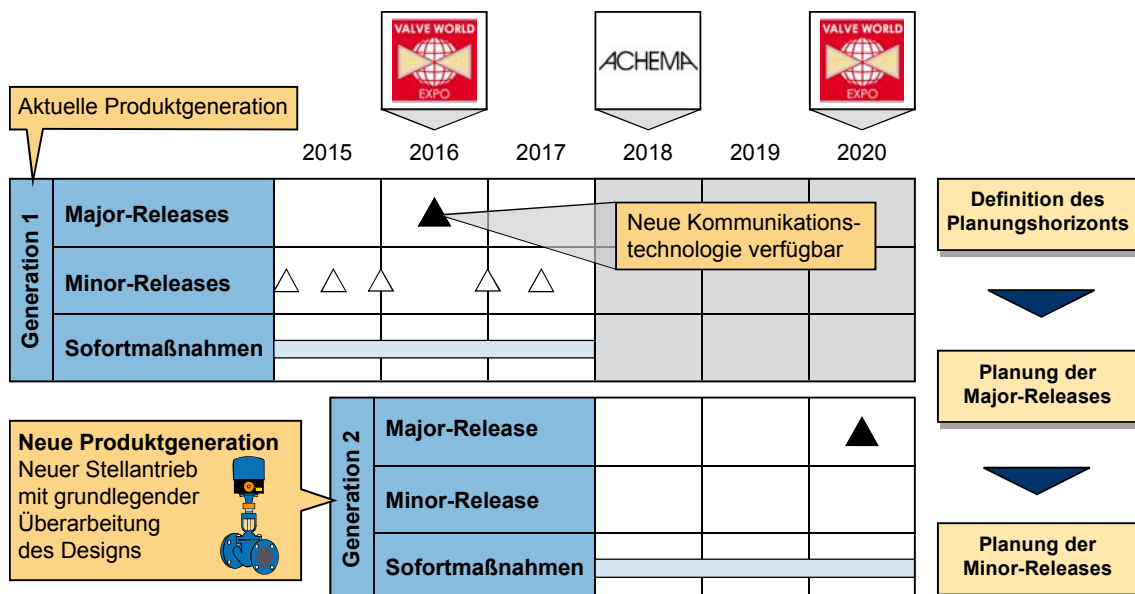 VALVE WORLD
EXPO
ACHEMA
VALVE WORLD
EXPO
Aktuelle Produktgeneration
2015 2016 2017 2018 2019 2020
Generation 1
Major-Releases
Neue Kommunikations-
technologie verfügbar
Minor-Releases
Sofortmaßnahmen
Neue Produktgeneration
Neuer Stellantrieb
mit grundlegender
Überarbeitung
des Designs
Generation 2
Major-Release
Minor-Release
Sofortmaßnahmen
Definition des
Planungshorizonts
Planung der
Major-Releases
Planung der
Minor-Releases